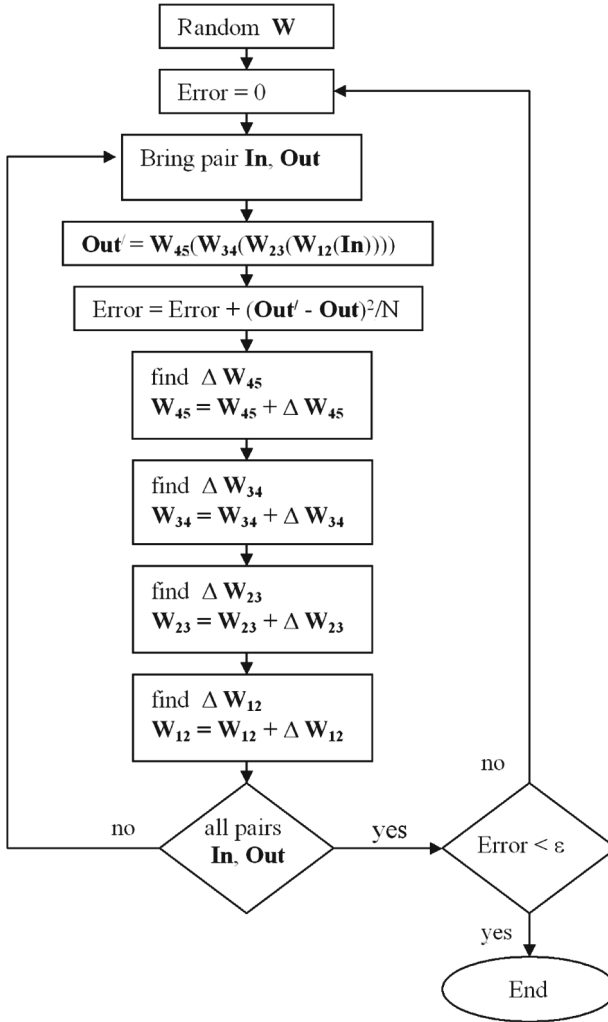 Random W
Error = 0
Bring pair In, Out
Out/ = W45(W34(W23(W12(In))))
Error = Error + (Out/ - Out)²/N
find Δ W45
W45 = W45 + Δ W45
find Δ W34
W34 = W34 + Δ W34
find Δ W23
W23 = W23 + Δ W23
find Δ W12
W12 = W12 + Δ W12
no
all pairs
In, Out
yes
no
Error < ε
yes
End